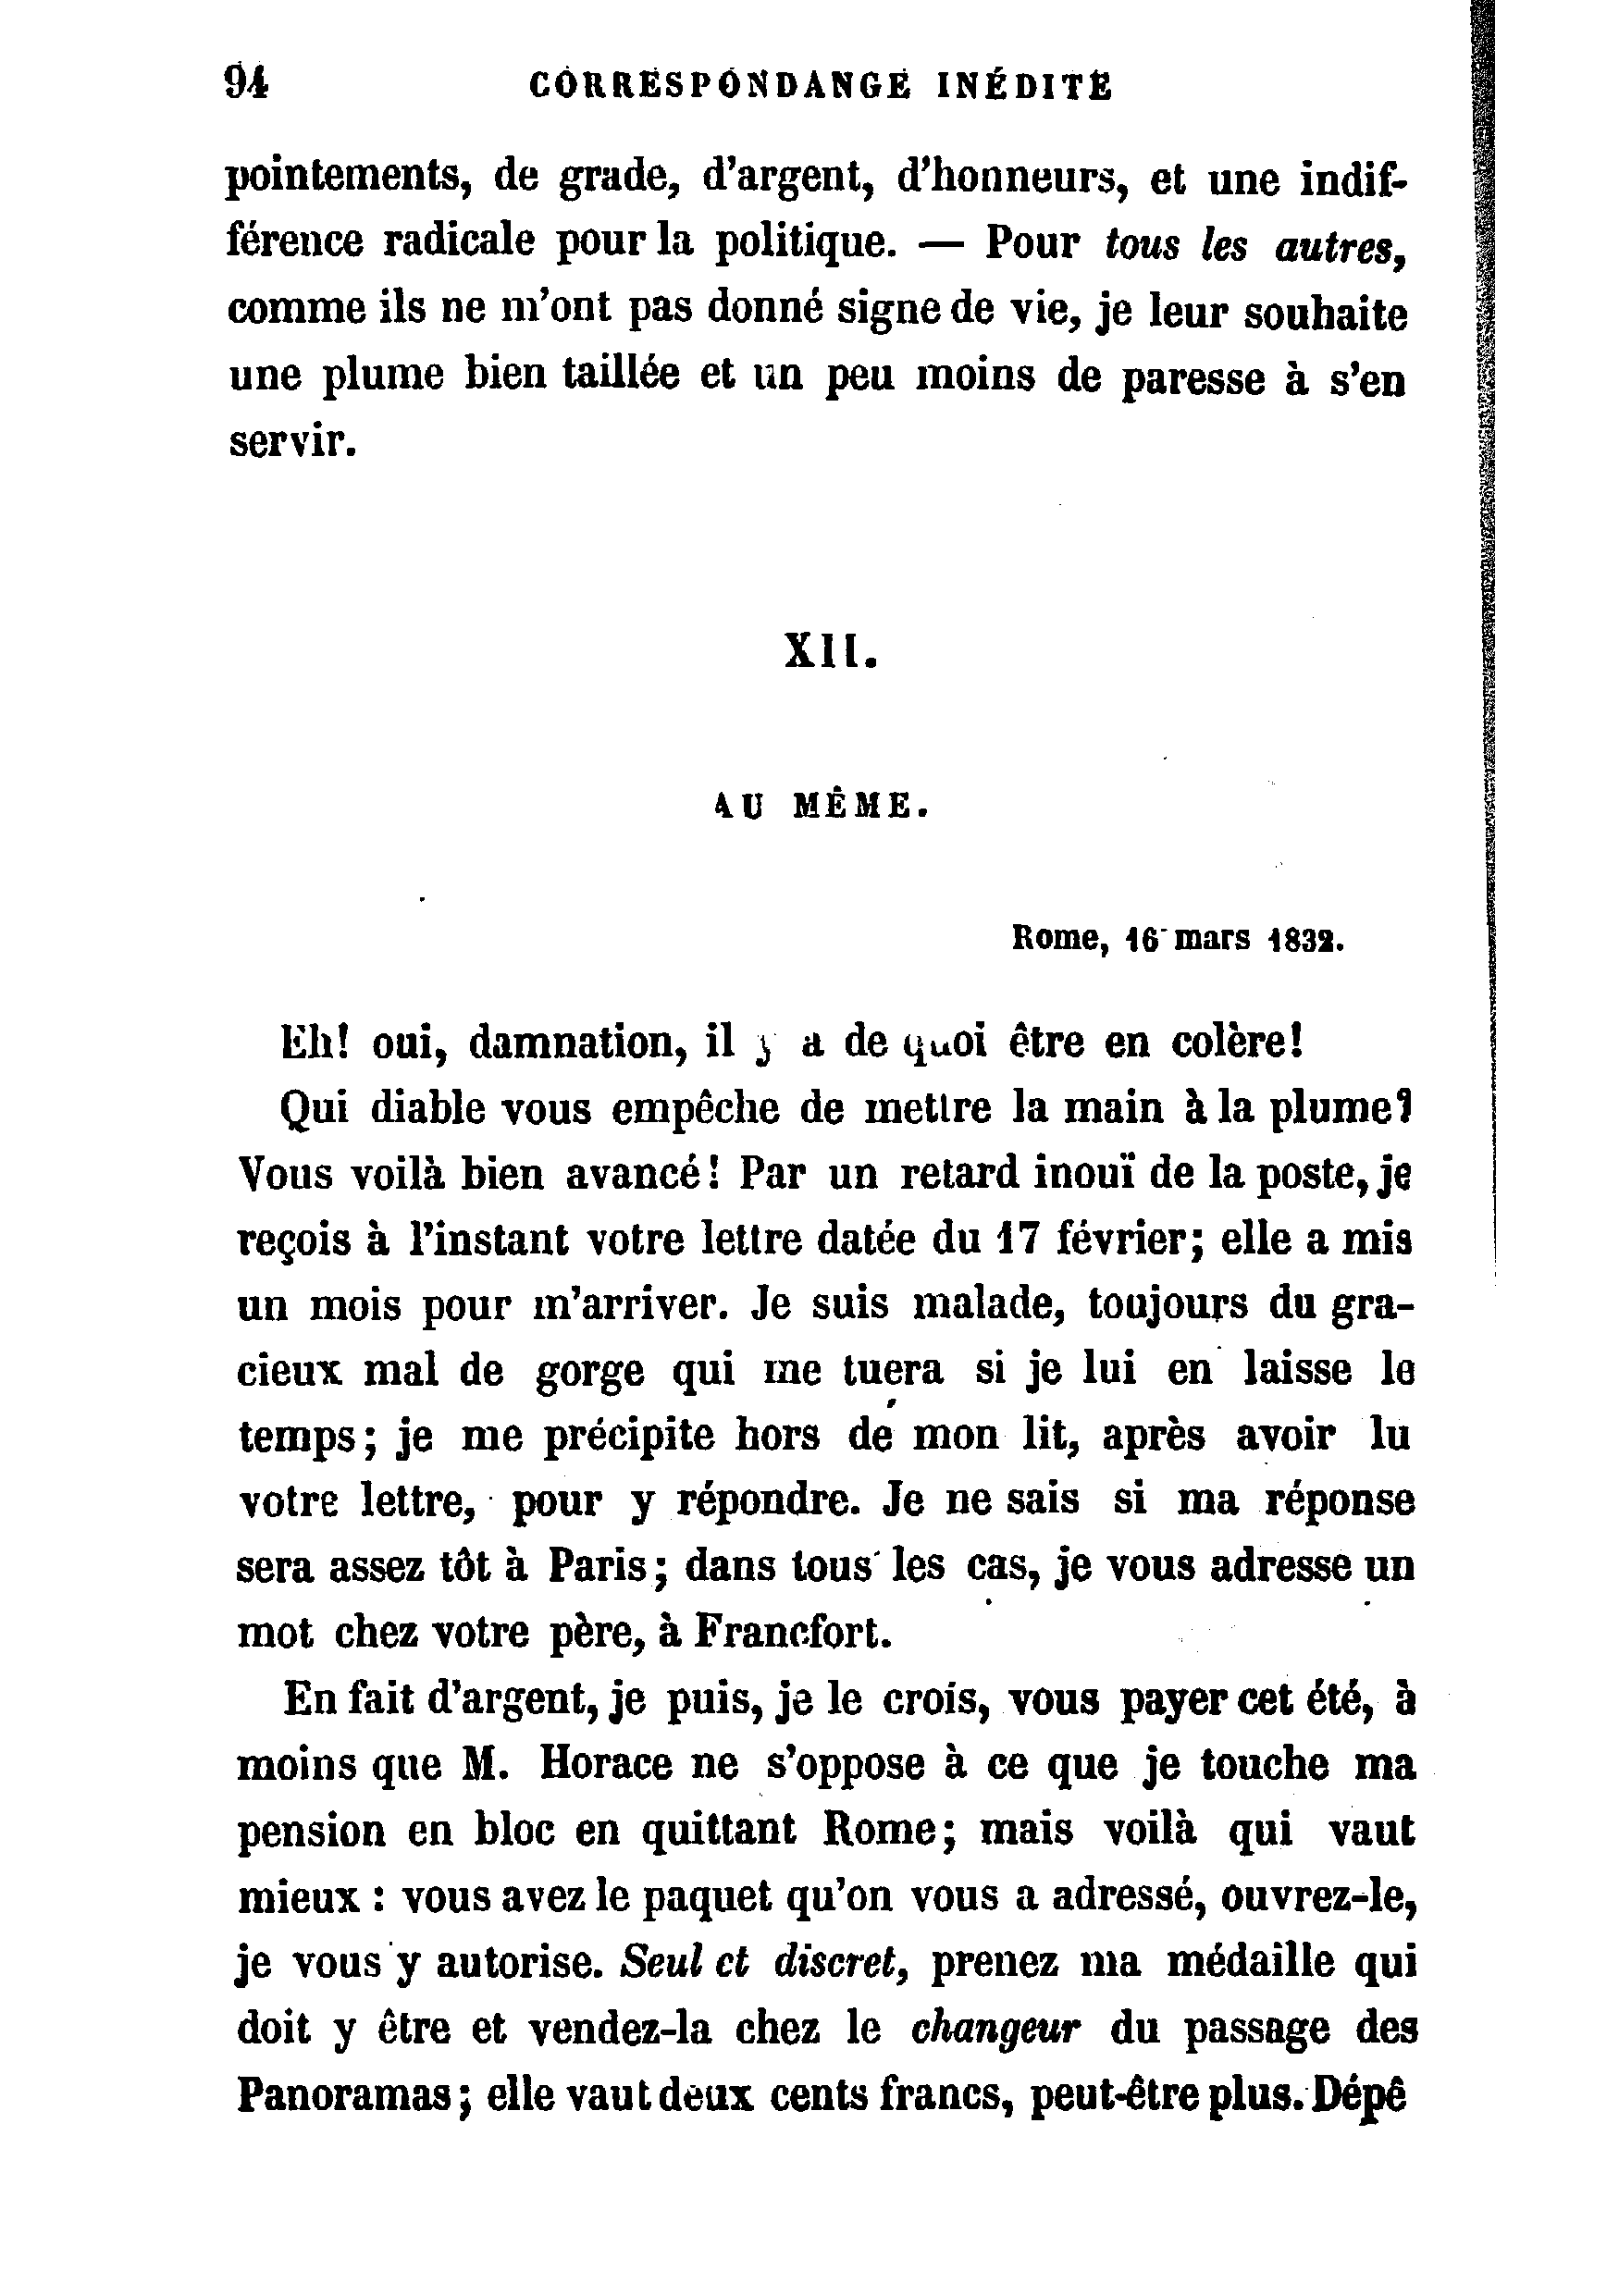 94 CORRESPONDANCE INÉDITE
pointements, de grade, d'argent, d'honneurs, et une indif-
férence radicale pour la politique. — Pour tous les autres,
comme ils ne m'ont pas donné signe de vie, je leur souhaite
une plume bien taillée et un peu moins de paresse à s'en
servir.
XII.
AU MÊME.
Rome, 16 mars 1832.
Eh! oui, damnation, il y a de quoi être en colère!
Qui diable vous empêche de mettre la main à la plume?
Vous voilà bien avancé! Par un retard inouï de la poste, je
reçois à l'instant votre lettre datée du 17 février; elle a mis
un mois pour m'arriver. Je suis malade, toujours du gra-
cieux mal de gorge qui me tuera si je lui en laisse le
temps; je me précipite hors de mon lit, après avoir lu
votre lettre, pour y répondre. Je ne sais si ma réponse
sera assez tôt à Paris; dans tous les cas, je vous adresse un
mot chez votre père, à Francfort.
En fait d'argent, je puis, je le crois, vous payer cet été, à
moins que M. Horace ne s'oppose à ce que je touche ma
pension en bloc en quittant Rome; mais voilà qui vaut
mieux : vous avez le paquet qu'on vous a adressé, ouvrez-le,
je vous y autorise. Seul et discret, prenez ma médaille qui
doit y être et vendez-la chez le changeur du passage des
Panoramas; elle vaut deux cents francs, peut-être plus. Dépê